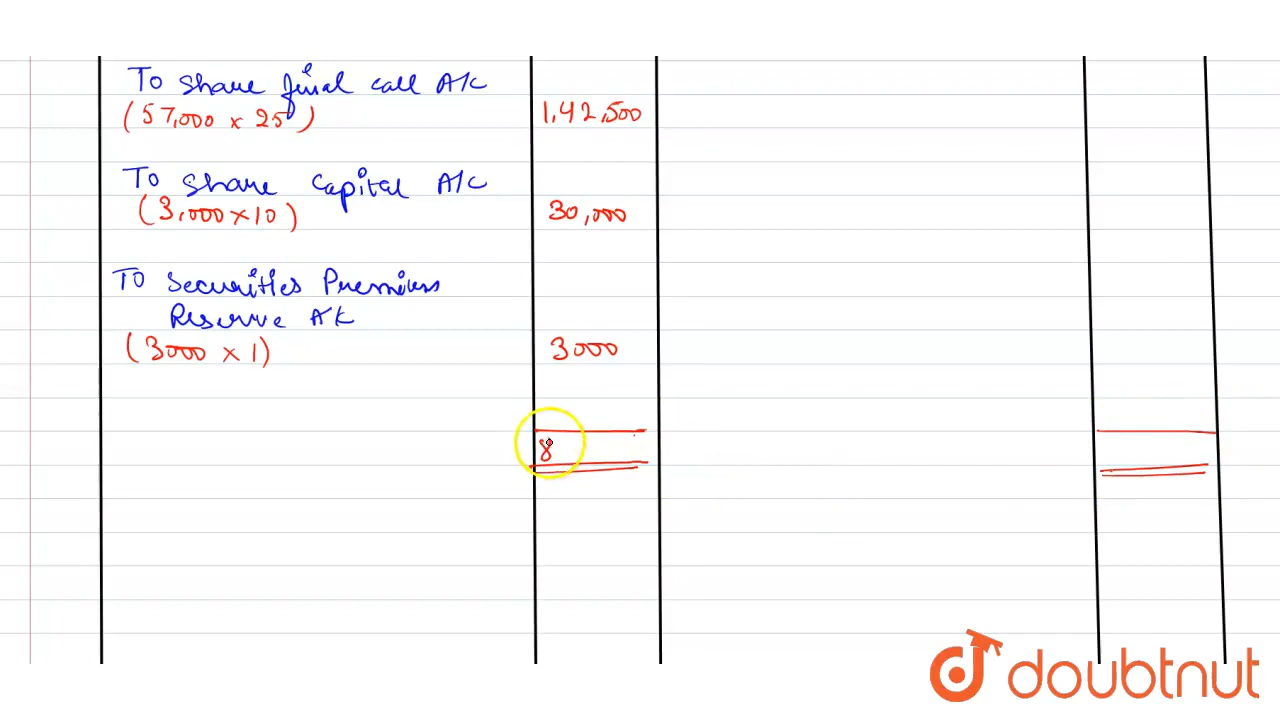 To Share final call A/C
(57,000 x 25) 1,42,500
To Share Capital A/C
(3,000 x 10) 30,000
To Securities Premium
Reserve A/C
(3000 x 1) 3000
8
doubtnut